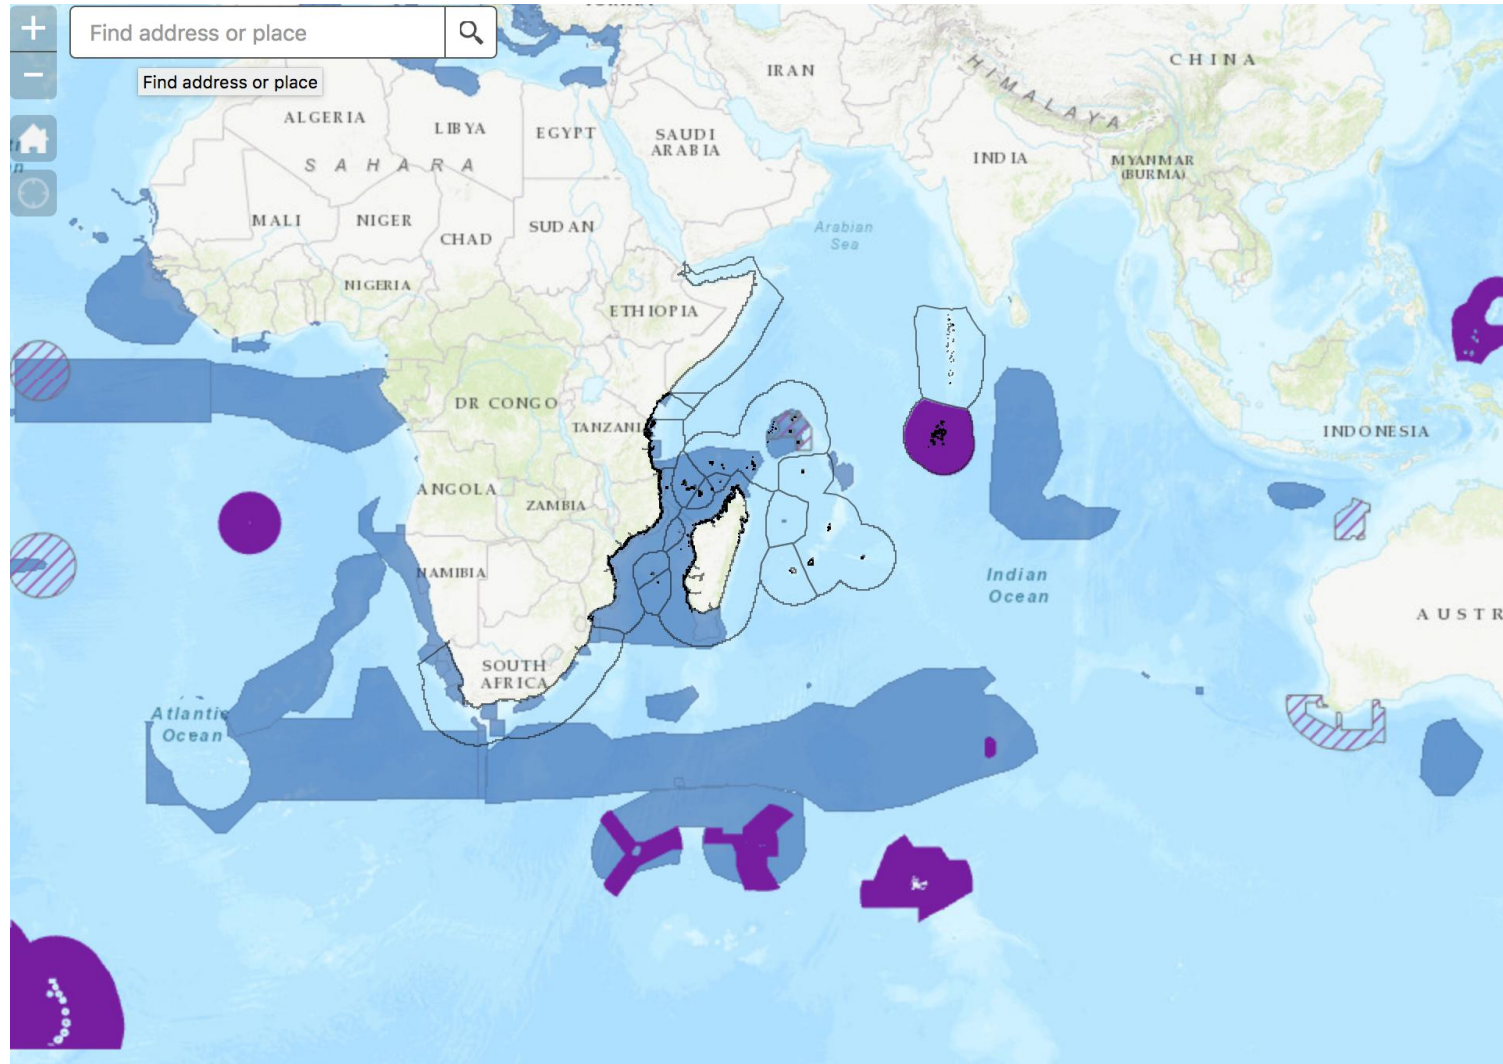 +
Find address or place
−
Find address or place
IRAN
CHINA
HIMALAYA
ALGERIA
LIBYA
EGYPT
SAUDI
ARABIA
INDIA
MYANMAR
(BURMA)
SAHARA
MALI
NIGER
CHAD
SUDAN
Arabian
Sea
NIGERIA
ETHIOPIA
DR CONGO
TANZANI
INDONESIA
ANGOLA
ZAMBIA
NAMIBIA
Indian
Ocean
AUSTR
SOUTH
AFRICA
Atlantic
Ocean